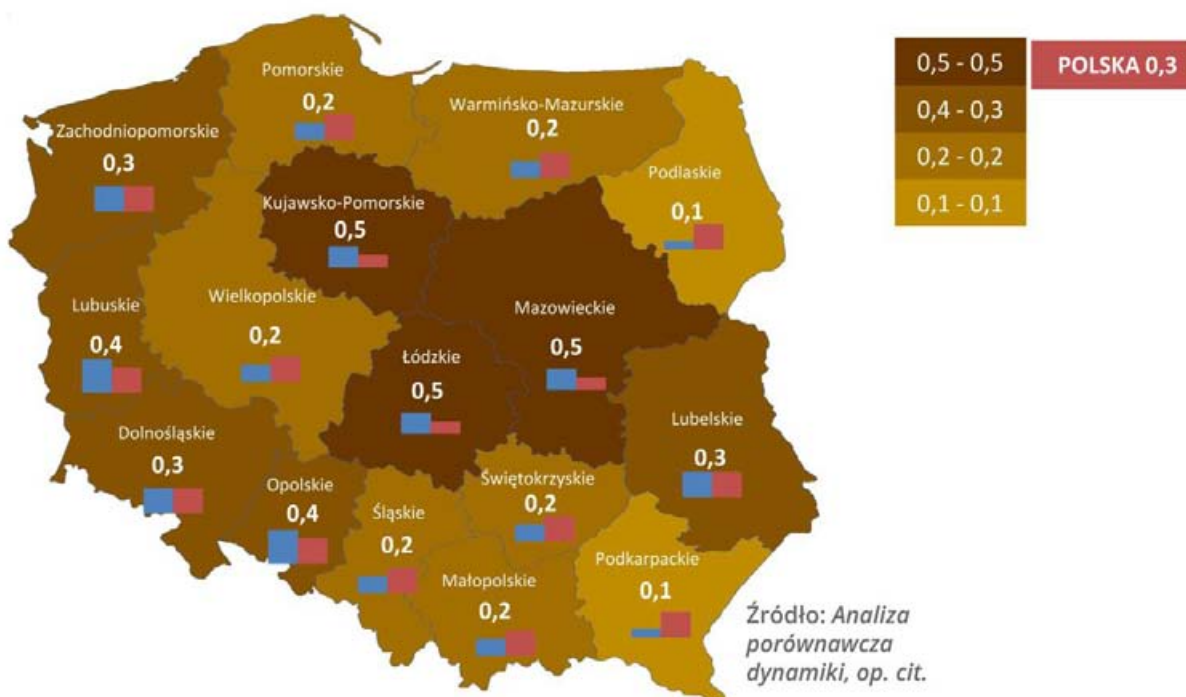 Pomorskie
0,2
Warmińsko-Mazurskie
0,2
Zachodniopomorskie
0,3
Podlaskie
0,1
Kujawsko-Pomorskie
0,5
Lubuskie
0,4
Wielkopolskie
0,2
Mazowieckie
0,5
Łódzkie
0,5
Dolnośląskie
0,3
Lubelskie
0,3
Opolskie
0,4
Śląskie
0,2
Świętokrzyskie
0,2
Małopolskie
0,2
Podkarpackie
0,1
0,5 - 0,5
POLSKA 0,3
0,4 - 0,3
0,2 - 0,2
0,1 - 0,1
Źródło: Analiza
porównawcza
dynamiki, op. cit.